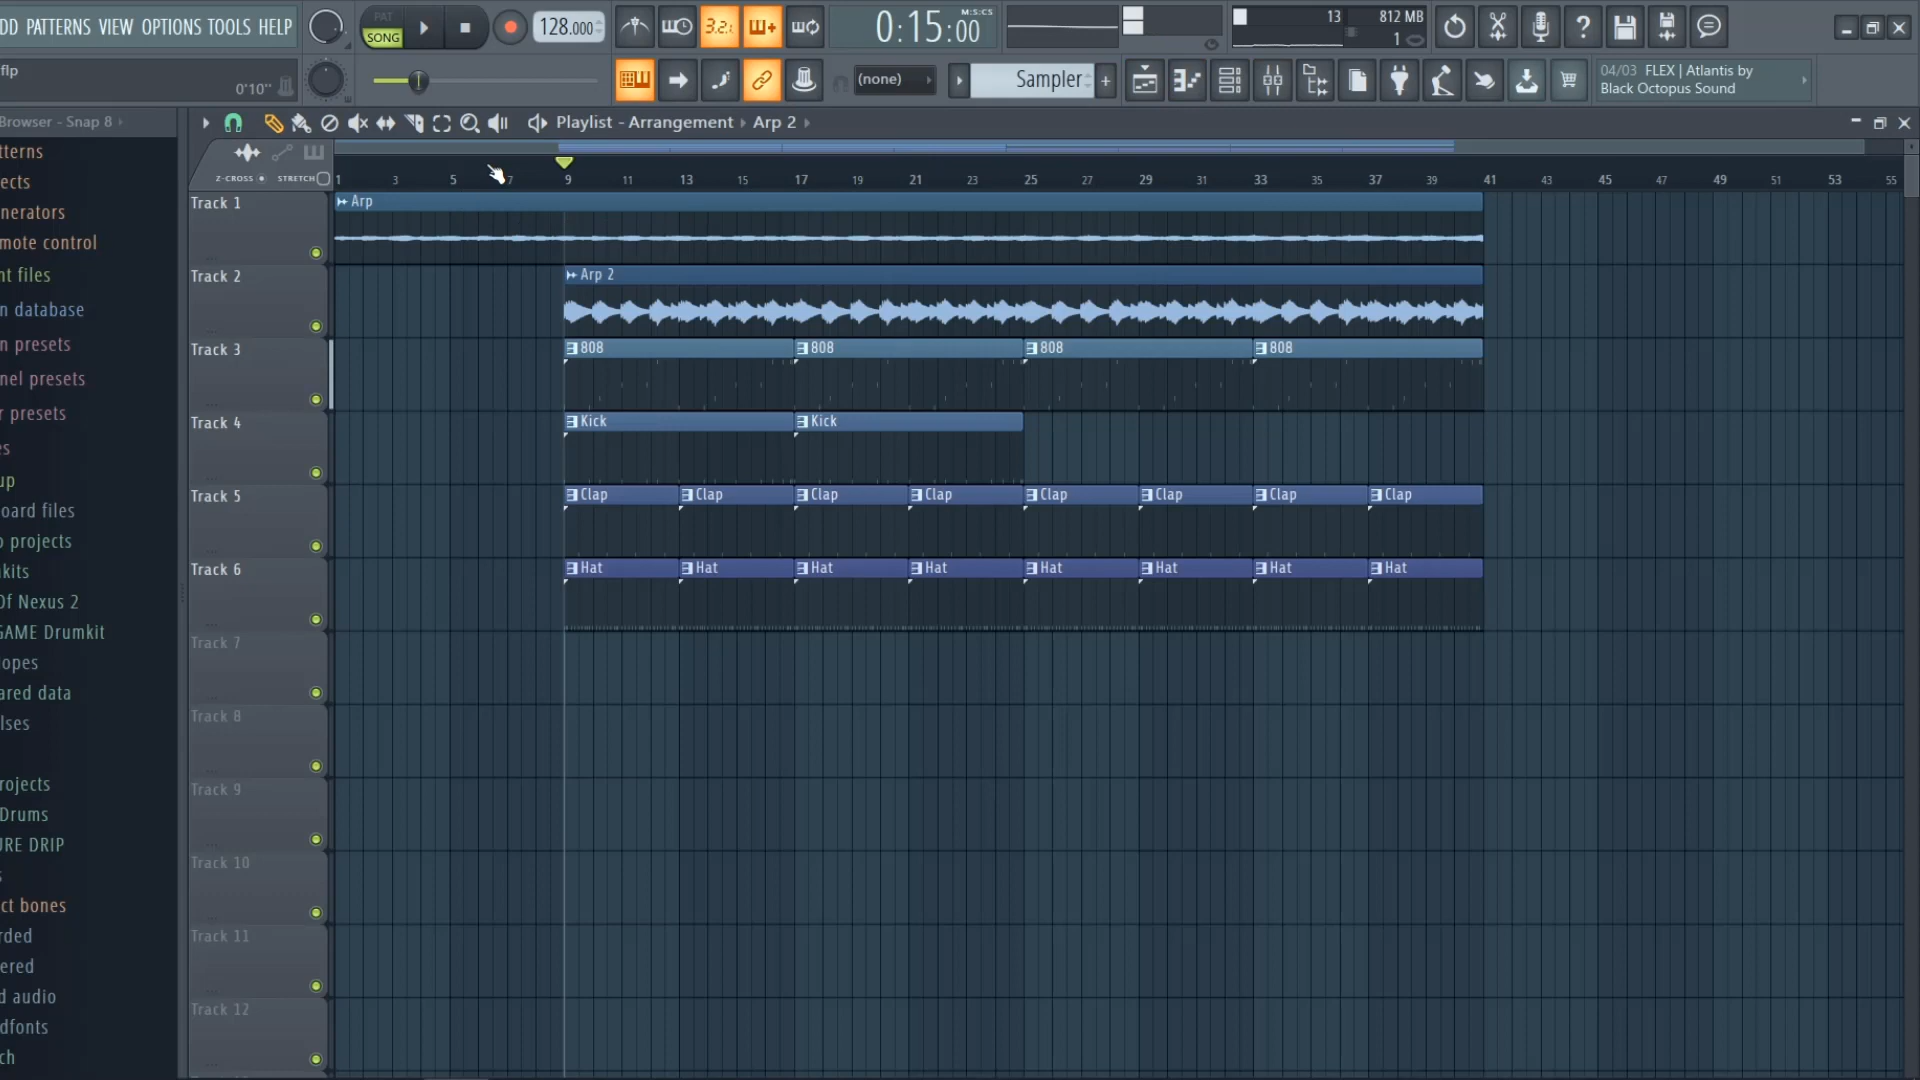 DD PATTERNS VIEW OPTIONS TOOLS HELP
PAT
SONG
128.000
3.2.
0:15:00
M:S:CS
13
812 MB
1
flp
0'10"
(none)
Sampler
04/03 FLEX | Atlantis by
Black Octopus Sound
Browser - Snap 8
Playlist - Arrangement
Arp 2
Z-CROSS
STRETCH
1 3 5 7 9 11 13 15 17 19 21 23 25 27 29 31 33 35 37 39 41 43 45 47 49 51 53 55
tterns
ects
nerators
mote control
nt files
n database
n presets
nel presets
r presets
es
up
oard files
o projects
nkits
Of Nexus 2
GAME Drumkit
opes
ared data
lses
rojects
Drums
URE DRIP
s
ct bones
rded
ered
d audio
dfonts
ch
Track 1
Arp
Track 2
Arp 2
Track 3
808 808 808 808
Track 4
Kick Kick
Track 5
Clap Clap Clap Clap Clap Clap Clap Clap
Track 6
Hat Hat Hat Hat Hat Hat Hat Hat
Track 7
Track 8
Track 9
Track 10
Track 11
Track 12